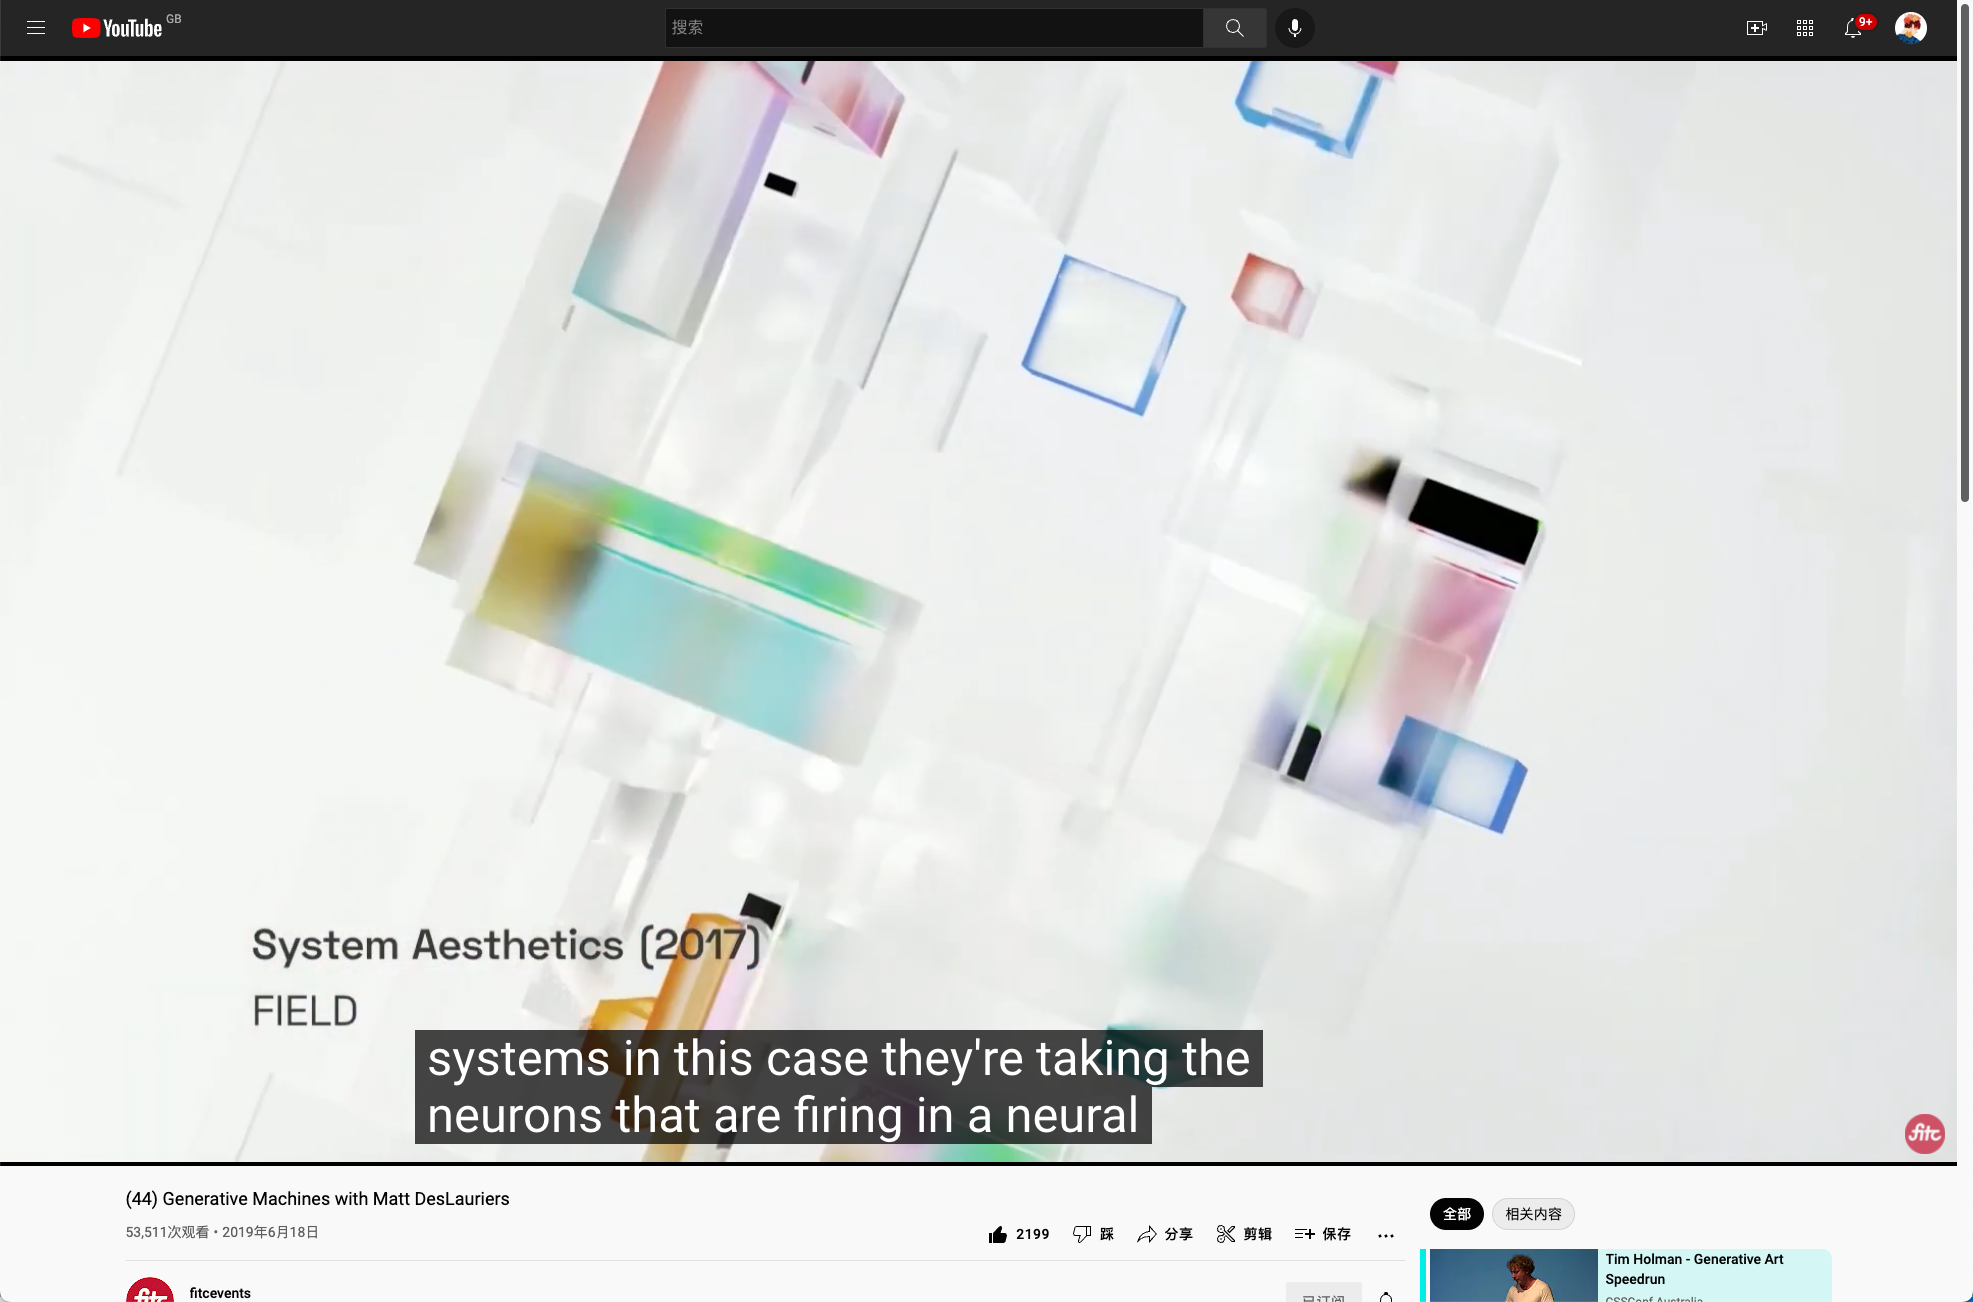 YouTube GB
搜索
9+
System Aesthetics (2017)
FIELD
systems in this case they're taking the
neurons that are firing in a neural
fitc
(44) Generative Machines with Matt DesLauriers
53,511次观看 • 2019年6月18日
2199 踩 分享 剪辑 保存
全部 相关内容
Tim Holman - Generative Art
Speedrun
CSSConf Australia
fitc
fitcevents
已订阅